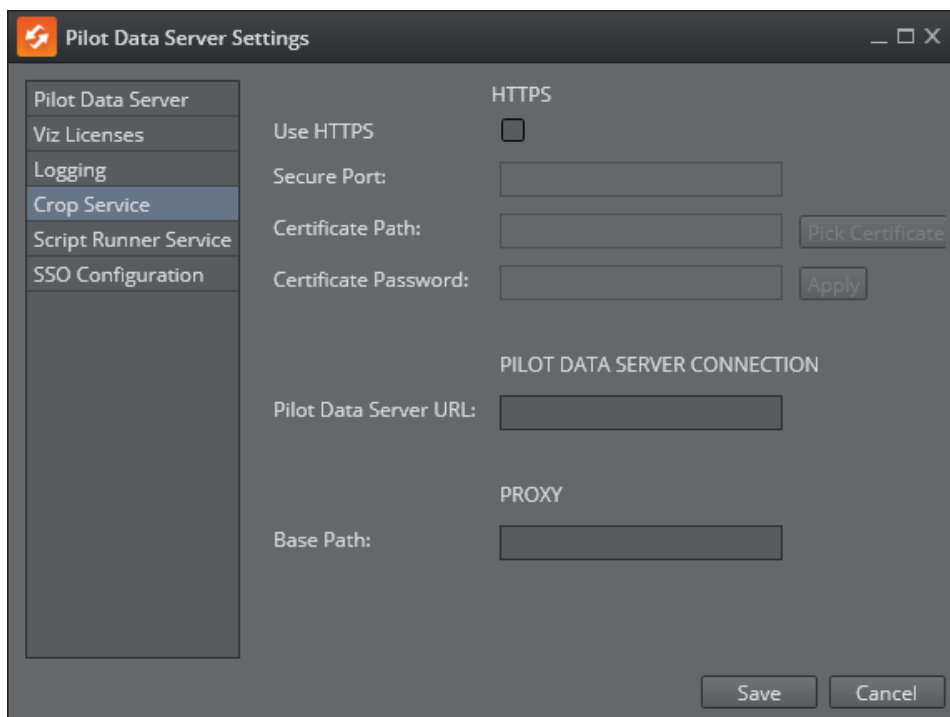 Pilot Data Server Settings
Pilot Data Server
Viz Licenses
Logging
Crop Service
Script Runner Service
SSO Configuration
HTTPS
Use HTTPS
Secure Port:
Certificate Path:
Pick Certificate
Certificate Password:
Apply
PILOT DATA SERVER CONNECTION
Pilot Data Server URL:
PROXY
Base Path:
Save
Cancel